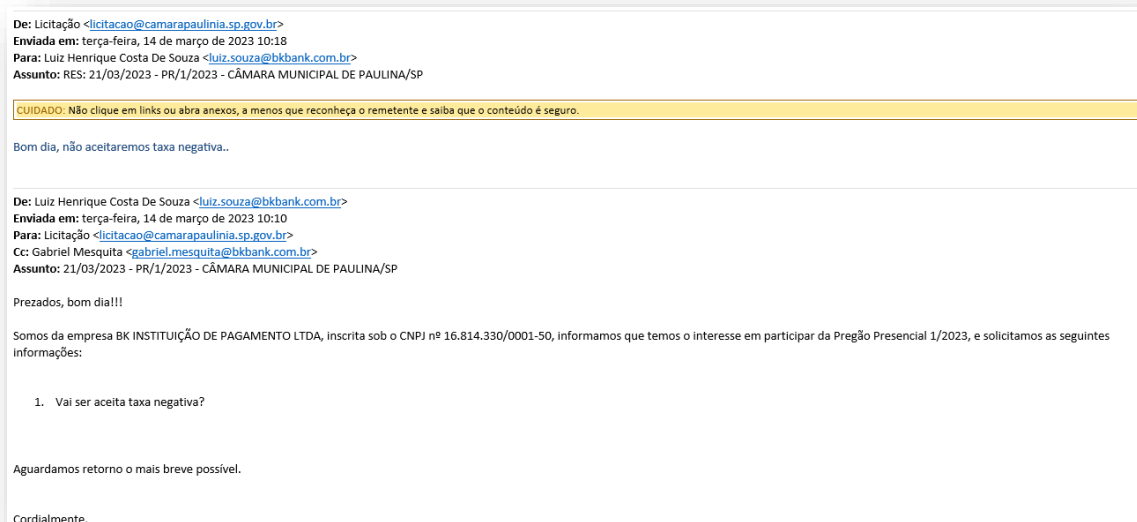 De: Licitação <licitacao@camarapaulinia.sp.gov.br>
Enviada em: terça-feira, 14 de março de 2023 10:18
Para: Luiz Henrique Costa De Souza <luiz.souza@bkbank.com.br>
Assunto: RES: 21/03/2023 - PR/1/2023 - CÂMARA MUNICIPAL DE PAULINA/SP
CUIDADO: Não clique em links ou abra anexos, a menos que reconheça o remetente e saiba que o conteúdo é seguro.
Bom dia, não aceitaremos taxa negativa..
De: Luiz Henrique Costa De Souza <luiz.souza@bkbank.com.br>
Enviada em: terça-feira, 14 de março de 2023 10:10
Para: Licitação <licitacao@camarapaulinia.sp.gov.br>
Cc: Gabriel Mesquita <gabriel.mesquita@bkbank.com.br>
Assunto: 21/03/2023 - PR/1/2023 - CÂMARA MUNICIPAL DE PAULINA/SP
Prezados, bom dia!!!
Somos da empresa BK INSTITUIÇÃO DE PAGAMENTO LTDA, inscrita sob o CNPJ nº 16.814.330/0001-50, informamos que temos o interesse em participar da Pregão Presencial 1/2023, e solicitamos as seguintes
informações:
1. Vai ser aceita taxa negativa?
Aguardamos retorno o mais breve possível.
Cordialmente,